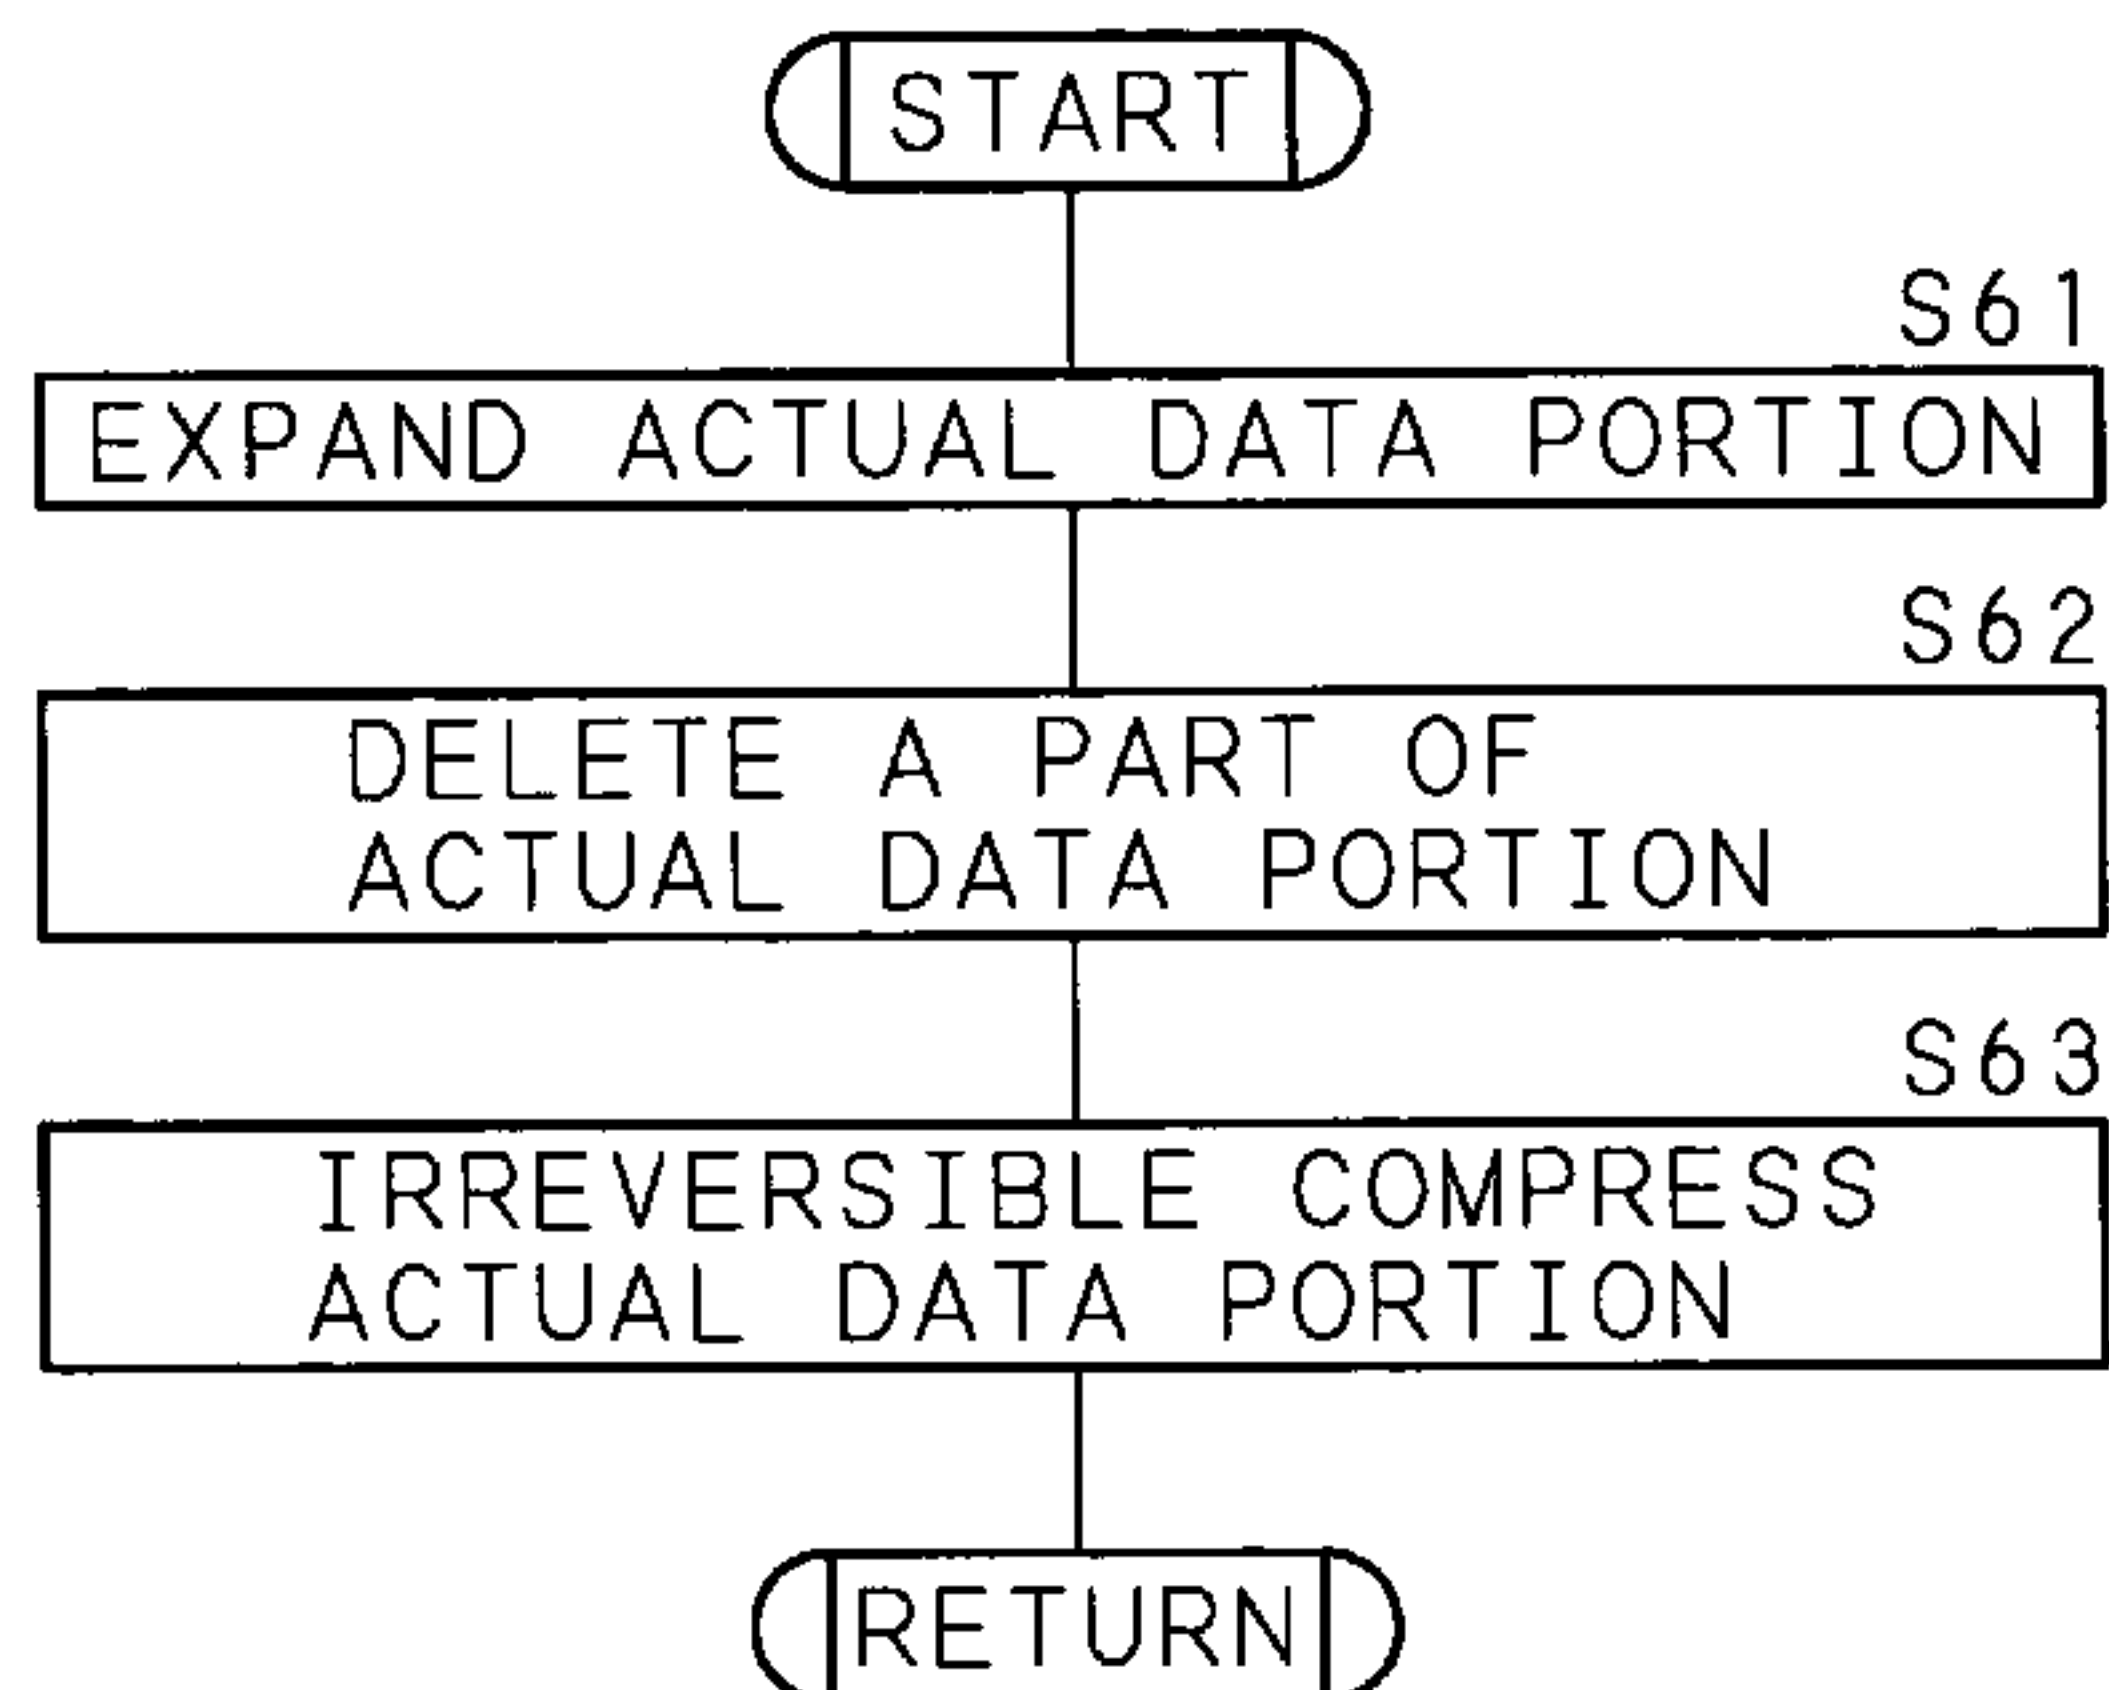 START
S61
EXPAND ACTUAL DATA PORTION
S62
DELETE A PART OF
ACTUAL DATA PORTION
S63
IRREVERSIBLE COMPRESS
ACTUAL DATA PORTION
RETURN